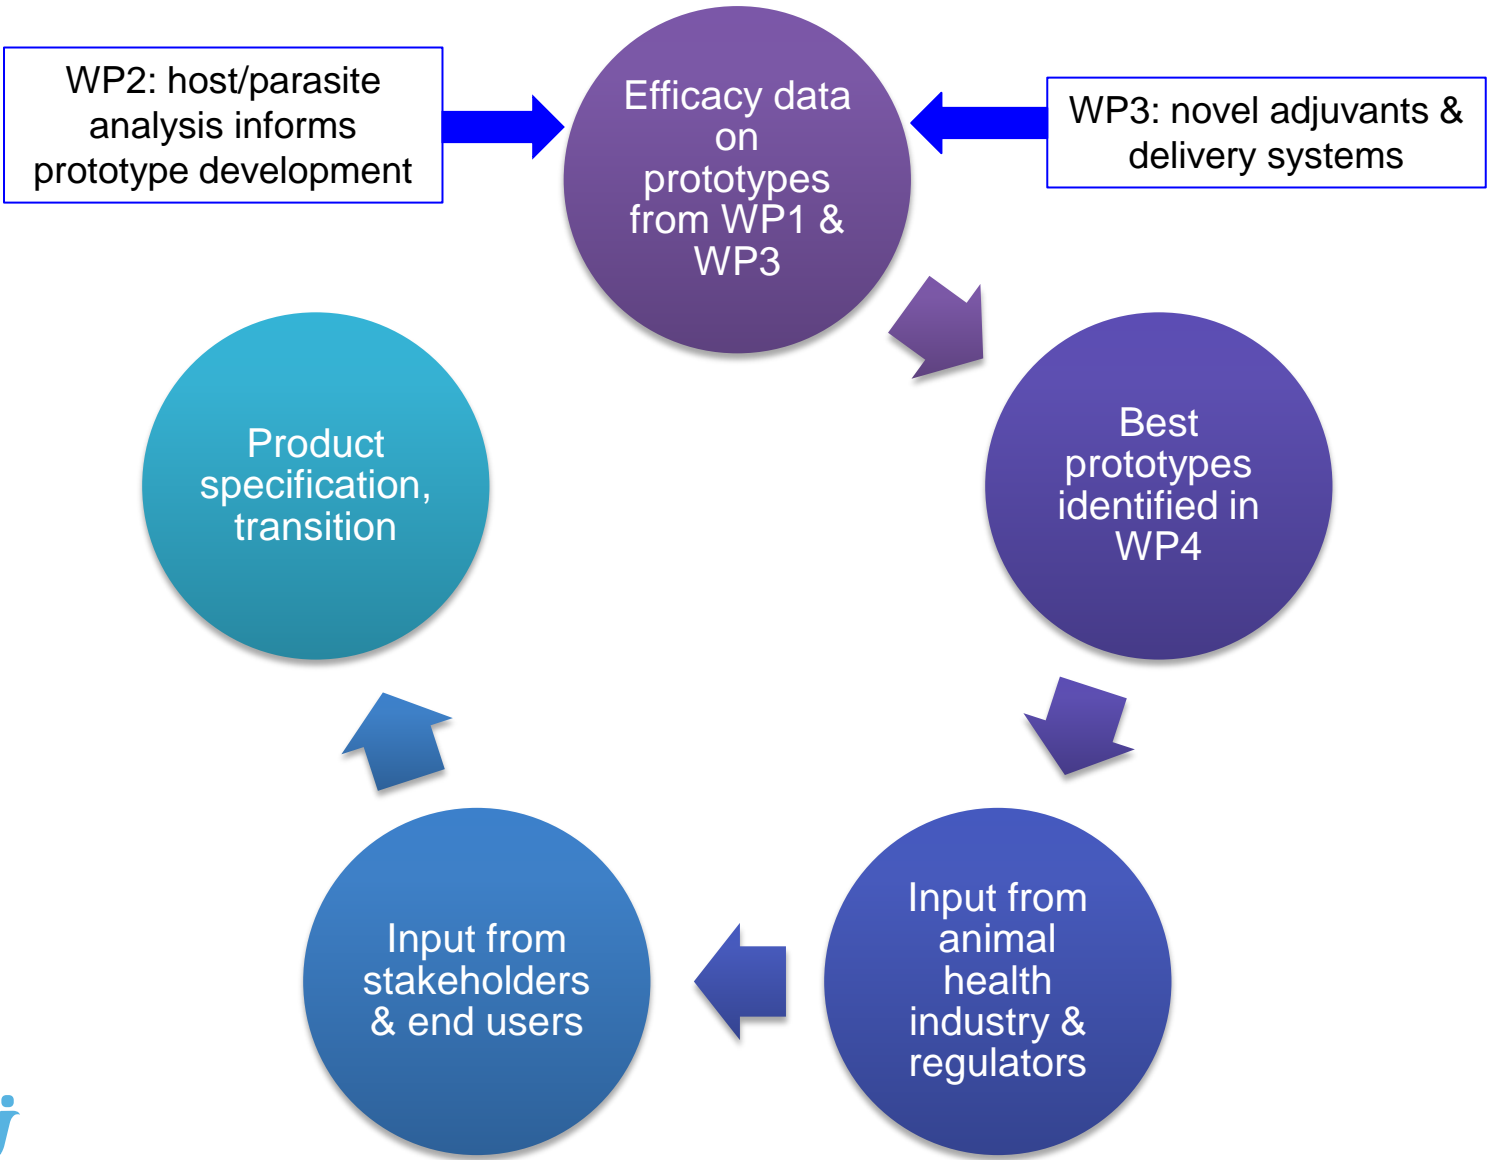 WP2: host/parasite
analysis informs
prototype development
Efficacy data
on
prototypes
from WP1 &
WP3
WP3: novel adjuvants &
delivery systems
Best
prototypes
identified in
WP4
Input from
animal
health
industry &
regulators
Input from
stakeholders
& end users
Product
specification,
transition